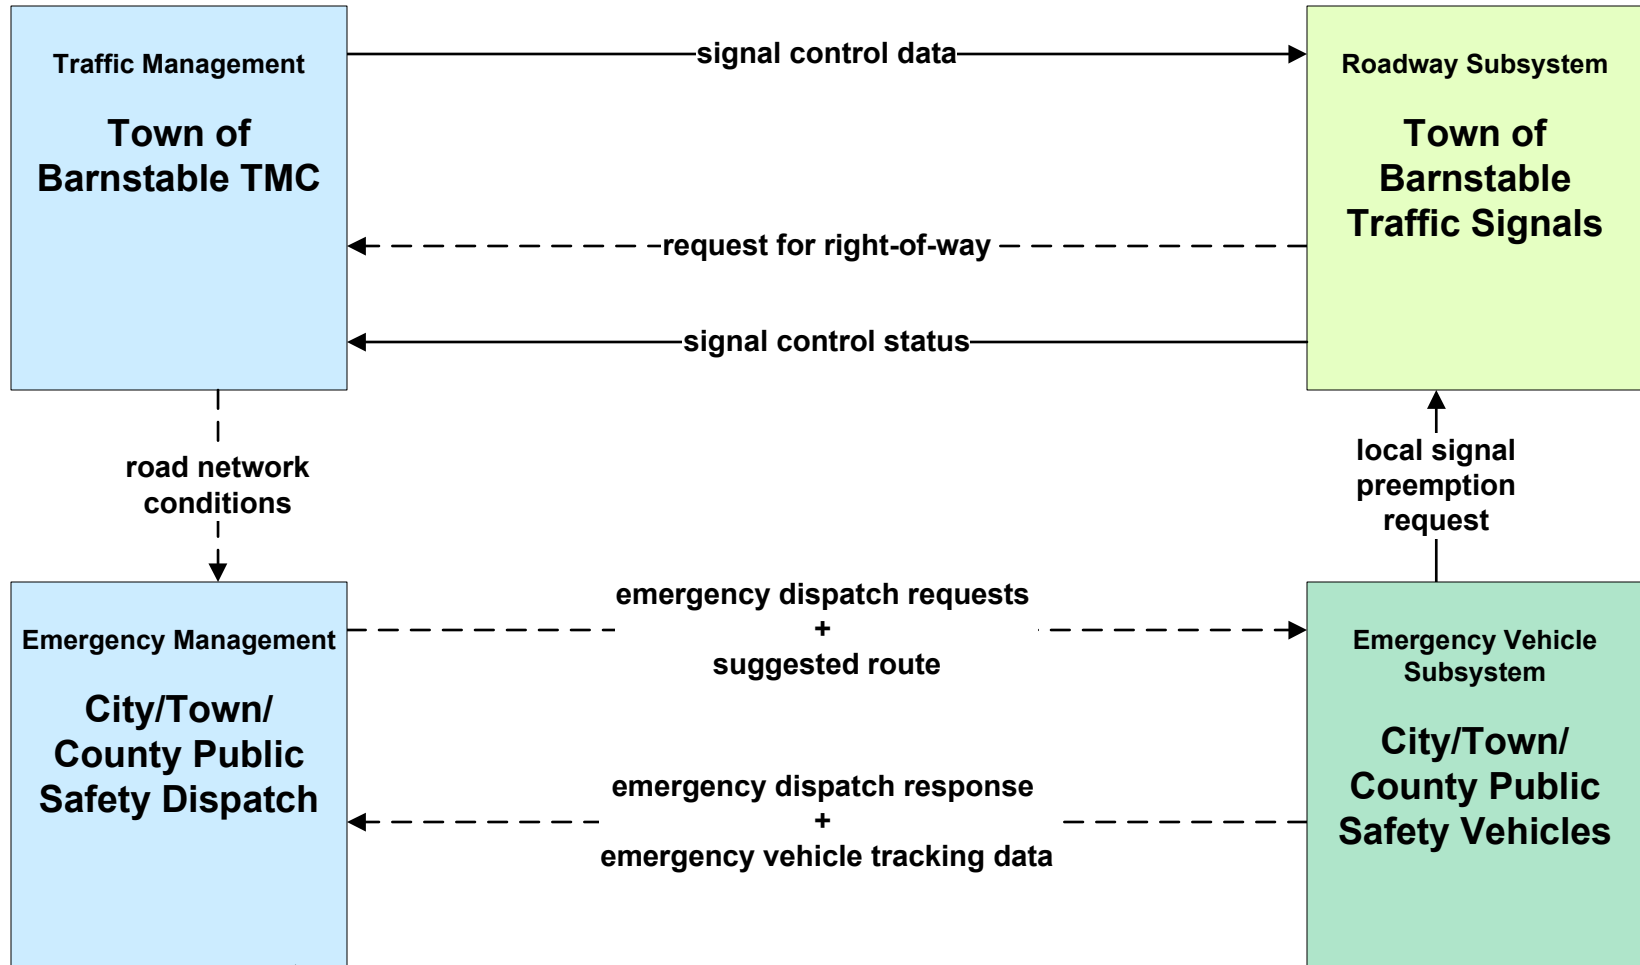 Traffic Management
Town of
Barnstable TMC
signal control data
Roadway Subsystem
Town of
Barnstable
Traffic Signals
request for right-of-way
signal control status
road network
conditions
local signal
preemption
request
Emergency Management
City/Town/
County Public
Safety Dispatch
emergency dispatch requests
+
suggested route
emergency dispatch response
+
emergency vehicle tracking data
Emergency Vehicle
Subsystem
City/Town/
County Public
Safety Vehicles